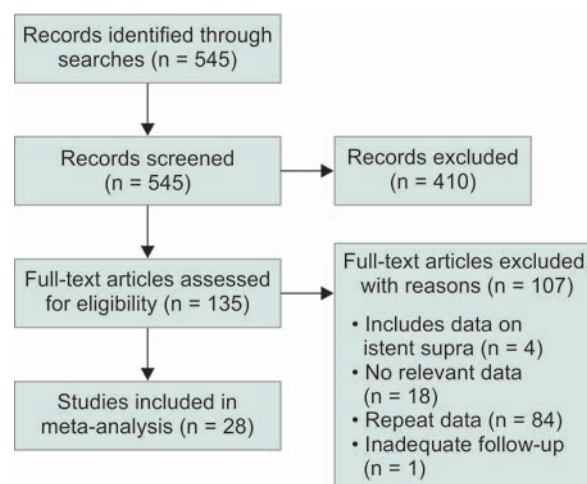 Records identified through
searches (n = 545)
Records screened
(n = 545)
Records excluded
(n = 410)
Full-text articles assessed
for eligibility (n = 135)
Full-text articles excluded
with reasons (n = 107)
• Includes data on
istent supra (n = 4)
• No relevant data
(n = 18)
• Repeat data (n = 84)
• Inadequate follow-up
(n = 1)
Studies included in
meta-analysis (n = 28)